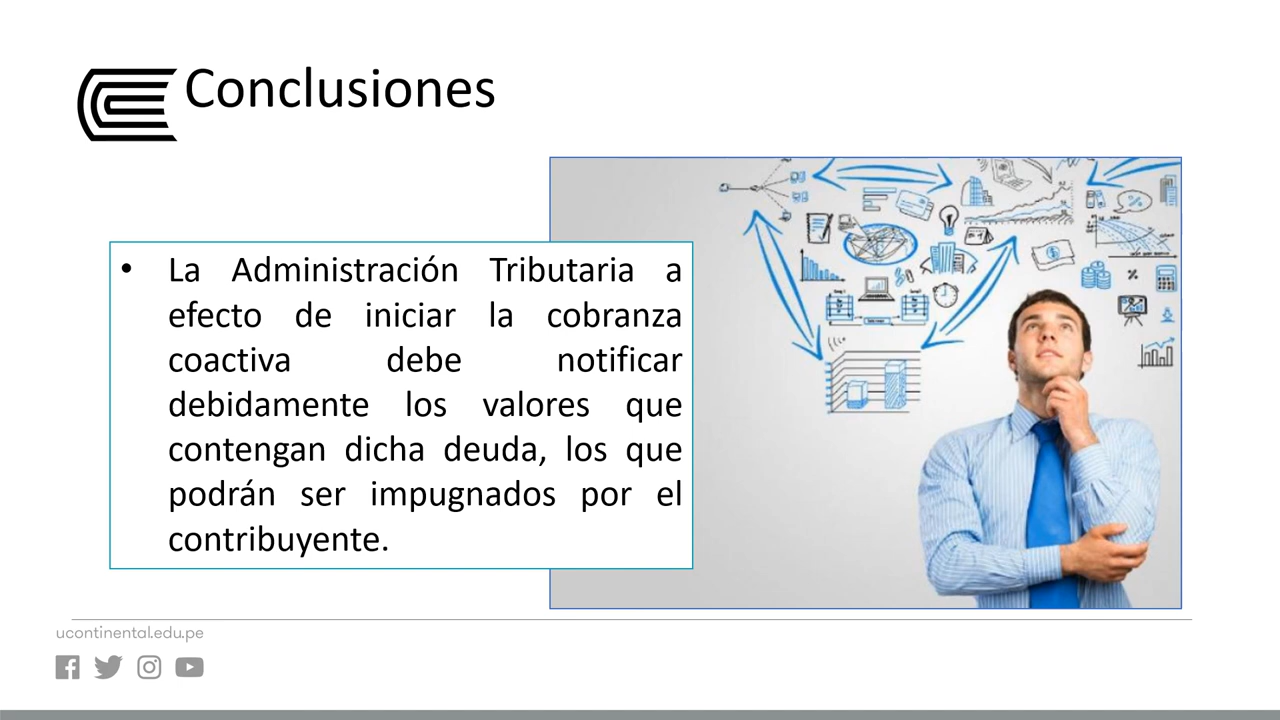 Conclusiones
• La Administración Tributaria a
efecto de iniciar la cobranza
coactiva debe notificar
debidamente los valores que
contengan dicha deuda, los que
podrán ser impugnados por el
contribuyente.
ucontinental.edu.pe